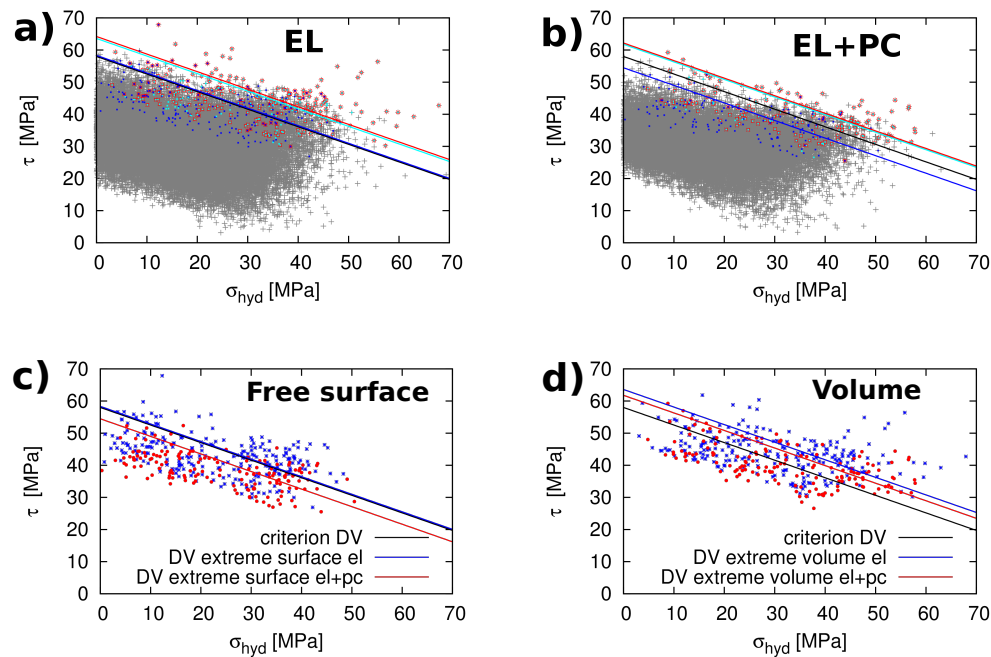 a)
EL
70
60
50
40
30
20
10
0
τ [MPa]
0 10 20 30 40 50 60 70
σhyd [MPa]
b)
EL+PC
70
60
50
40
30
20
10
0
τ [MPa]
0 10 20 30 40 50 60 70
σhyd [MPa]
c)
Free surface
70
60
50
40
30
20
10
0
τ [MPa]
criterion DV
DV extreme surface el
DV extreme surface el+pc
0 10 20 30 40 50 60 70
σhyd [MPa]
d)
Volume
70
60
50
40
30
20
10
0
τ [MPa]
criterion DV
DV extreme volume el
DV extreme volume el+pc
0 10 20 30 40 50 60 70
σhyd [MPa]